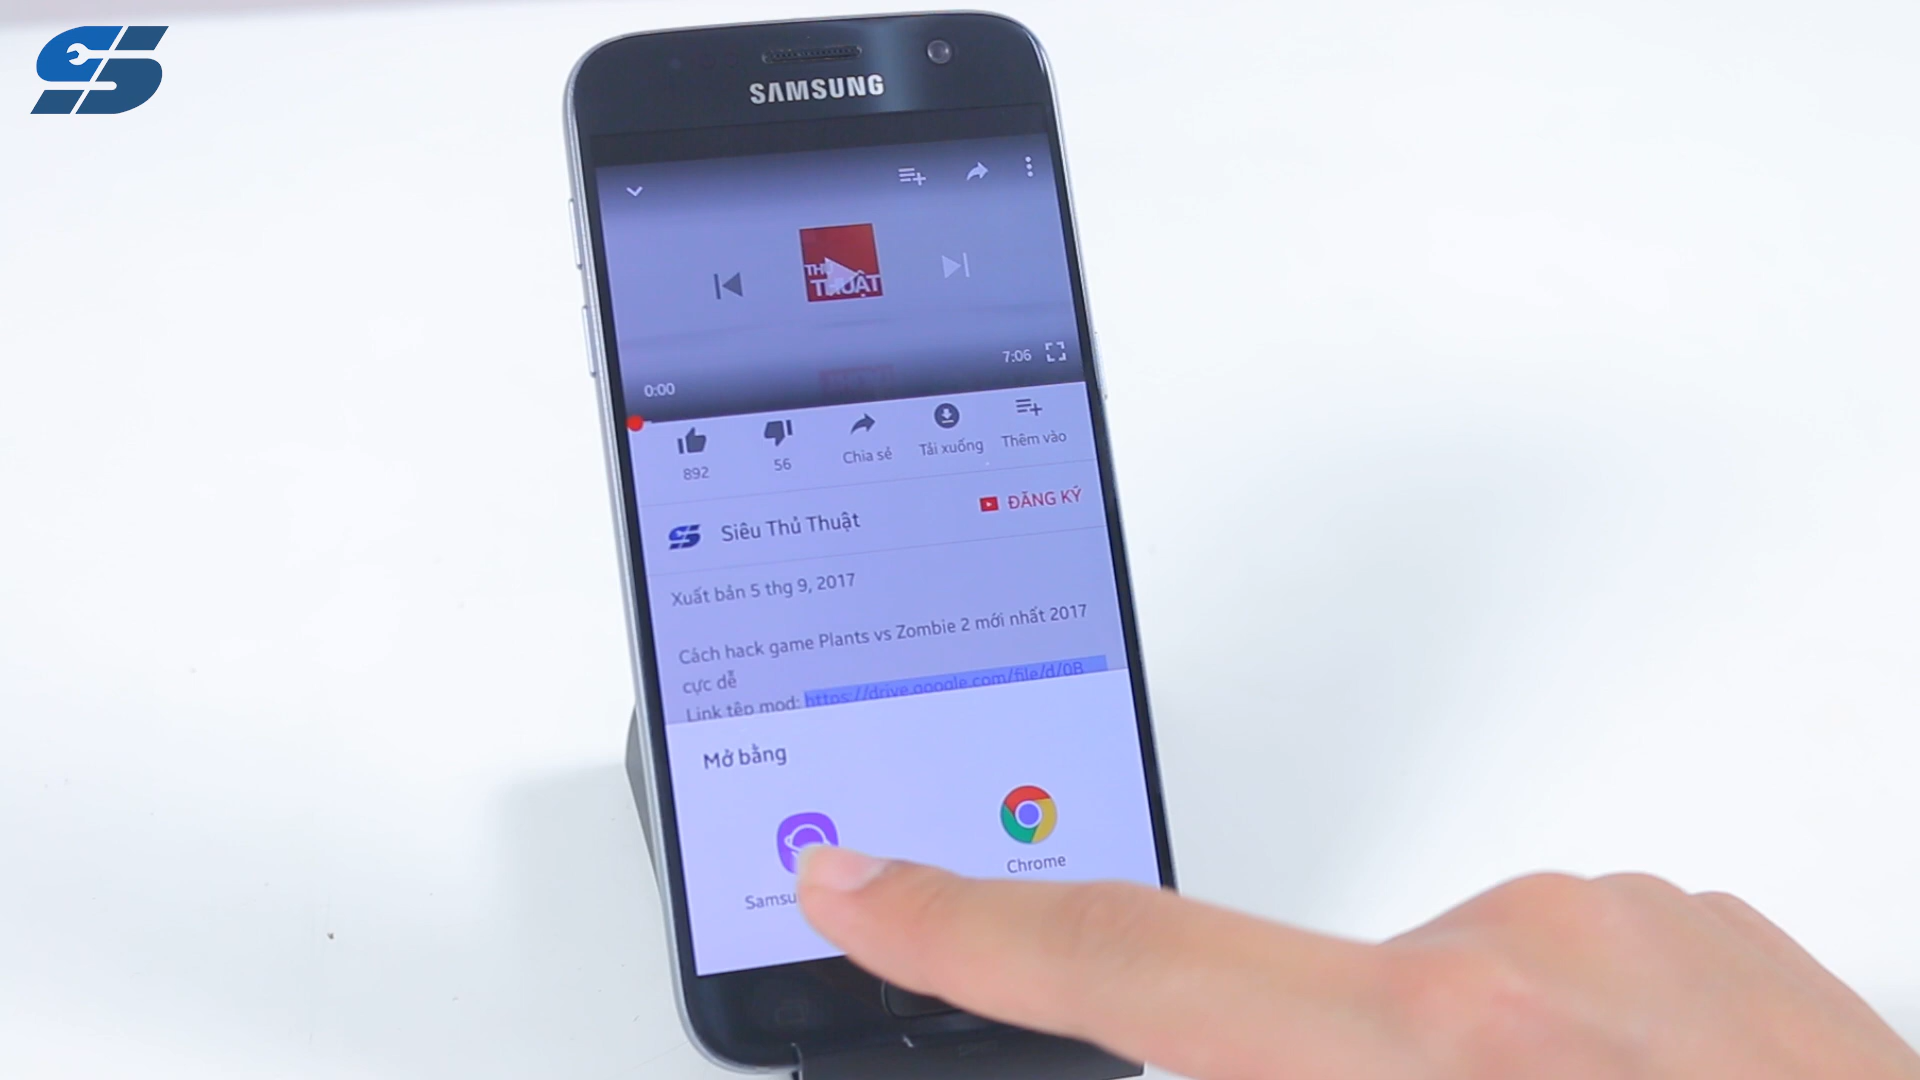 SAMSUNG
THỦ
THUẬT
7:06
0:00
892
56
Chia sẻ
Tải xuống
Thêm vào
Siêu Thủ Thuật
ĐĂNG KÝ
Xuất bản 5 thg 9, 2017
Cách hack game Plants vs Zombie 2 mới nhất 2017
cực dễ
Link tệp mod: https://drive.google.com/file/d/0B
Mở bằng
Samsu
Chrome